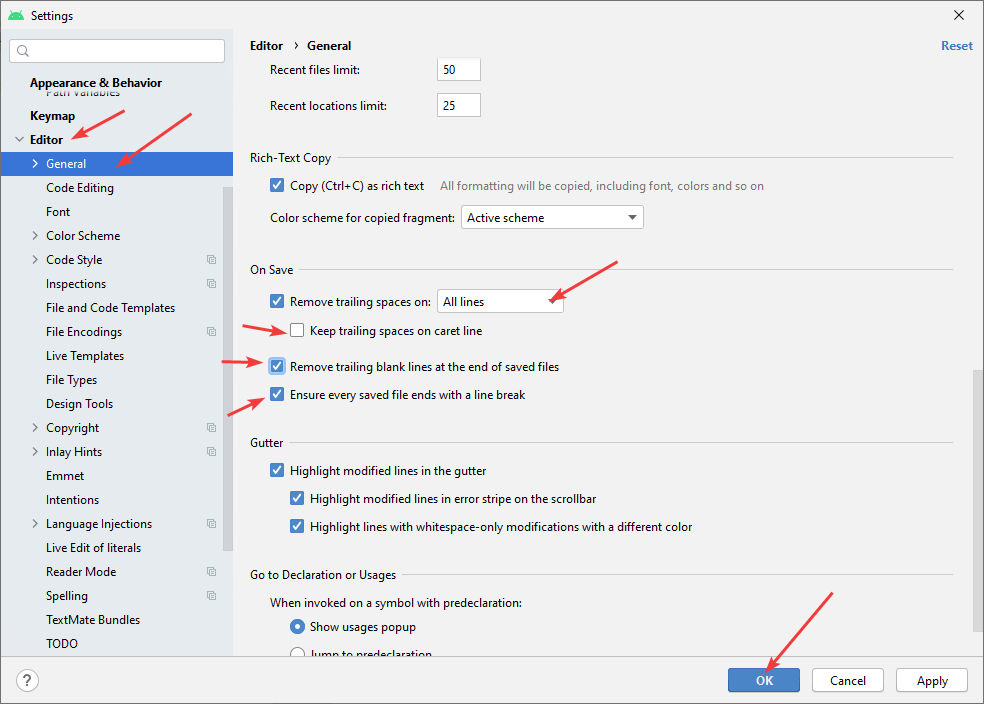 Settings
Appearance & Behavior
Path Variables
Keymap
Editor
General
Code Editing
Font
Color Scheme
Code Style
Inspections
File and Code Templates
File Encodings
Live Templates
File Types
Design Tools
Copyright
Inlay Hints
Emmet
Intentions
Language Injections
Live Edit of literals
Reader Mode
Spelling
TextMate Bundles
TODO
Editor › General
Reset
Recent files limit: 50
Recent locations limit: 25
Rich-Text Copy
Copy (Ctrl+C) as rich text All formatting will be copied, including font, colors and so on
Color scheme for copied fragment: Active scheme
On Save
Remove trailing spaces on: All lines
Keep trailing spaces on caret line
Remove trailing blank lines at the end of saved files
Ensure every saved file ends with a line break
Gutter
Highlight modified lines in the gutter
Highlight modified lines in error stripe on the scrollbar
Highlight lines with whitespace-only modifications with a different color
Go to Declaration or Usages
When invoked on a symbol with predeclaration:
Show usages popup
Jump to predeclaration
?
OK Cancel Apply